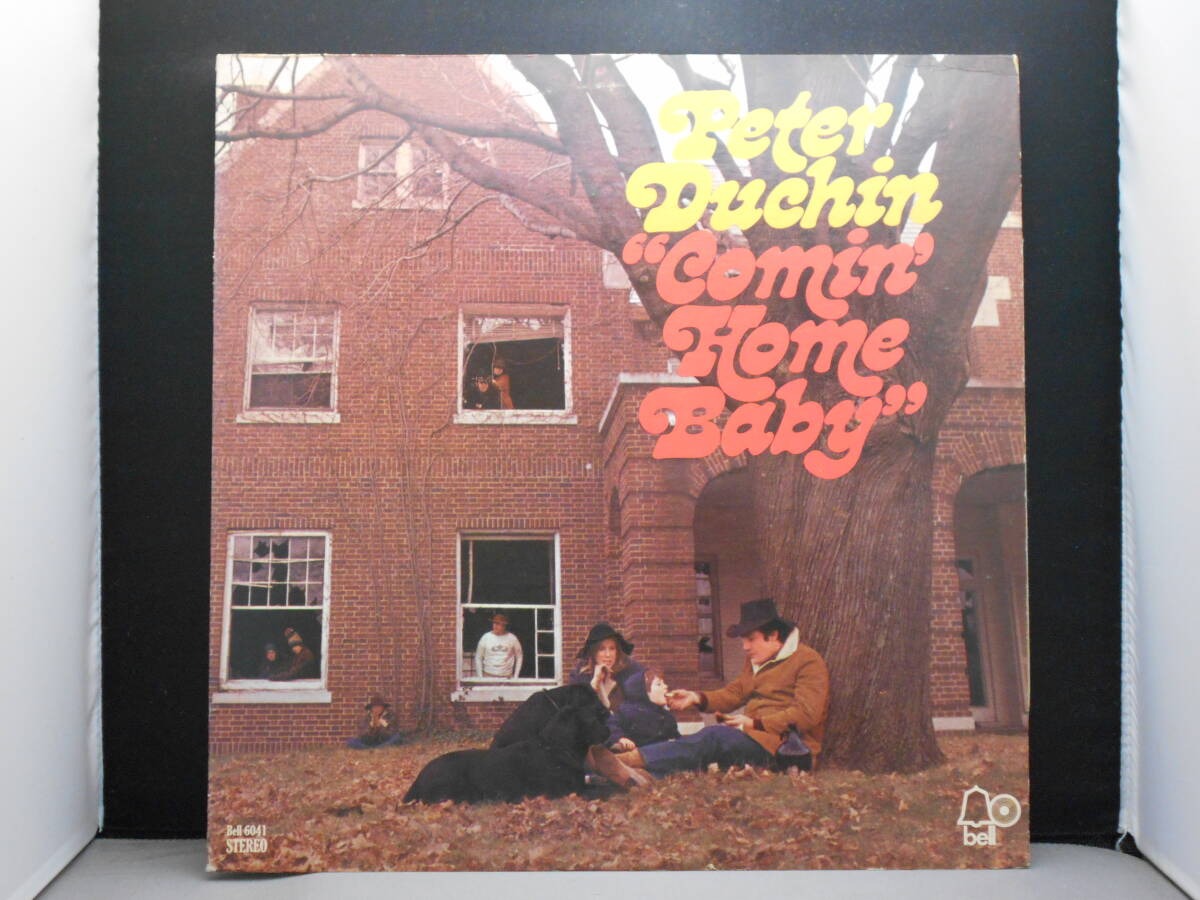 Peter
Duchin
“Comin’
Home
Baby”
Bell 6041
STEREO
bell